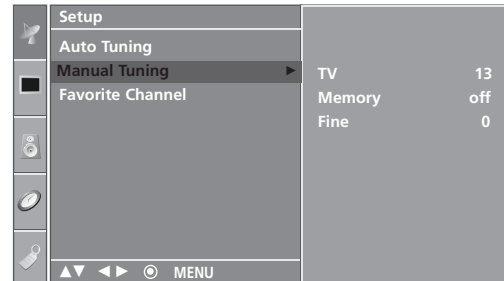 Setup
Auto Tuning
Manual Tuning ▶
Favorite Channel
TV 13
Memory off
Fine 0
▲▼ ◀▶ ◉ MENU